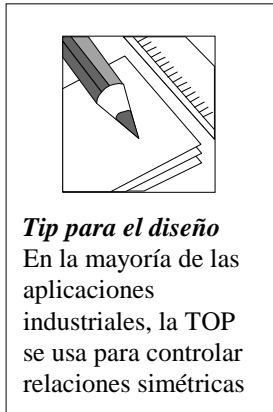 Tip para el diseño
En la mayoría de las
aplicaciones
industriales, la TOP
se usa para controlar
relaciones simétricas